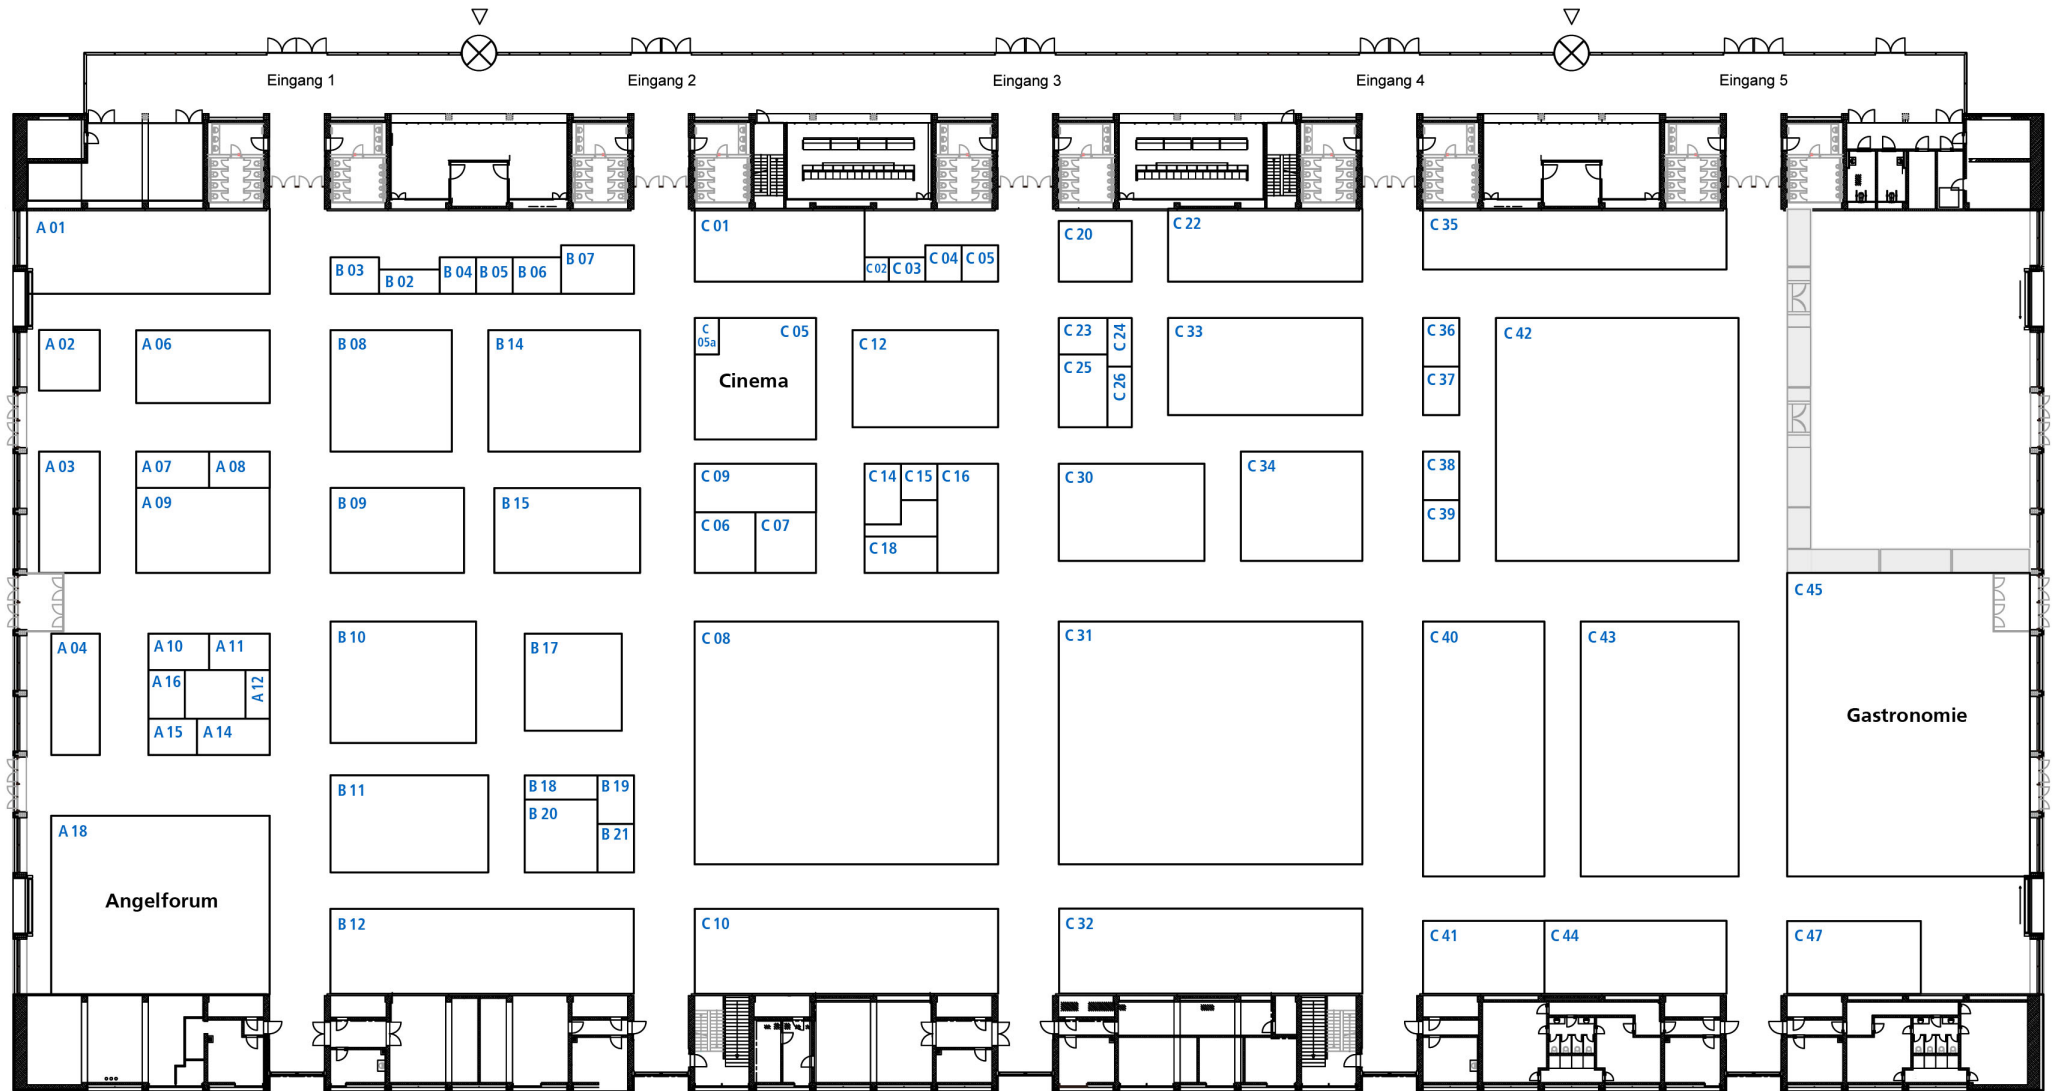 Eingang 1
Eingang 2
Eingang 3
Eingang 4
Eingang 5
A 01
B 03
B 02
B 04
B 05
B 06
B 07
C 01
C 02
C 03
C 04
C 05
C 20
C 22
C 35
A 02
A 06
B 08
B 14
C
05a
C 05
Cinema
C 12
C 23
C 24
C 25
C 26
C 33
C 36
C 37
C 42
A 03
A 07
A 08
A 09
B 09
B 15
C 09
C 06
C 07
C 14
C 15
C 16
C 18
C 30
C 34
C 38
C 39
A 04
A 10
A 11
A 16
A 12
A 15
A 14
B 10
B 17
C 08
C 31
C 40
C 43
C 45
Gastronomie
B 11
B 18
B 19
B 20
B 21
A 18
Angelforum
B 12
C 10
C 32
C 41
C 44
C 47